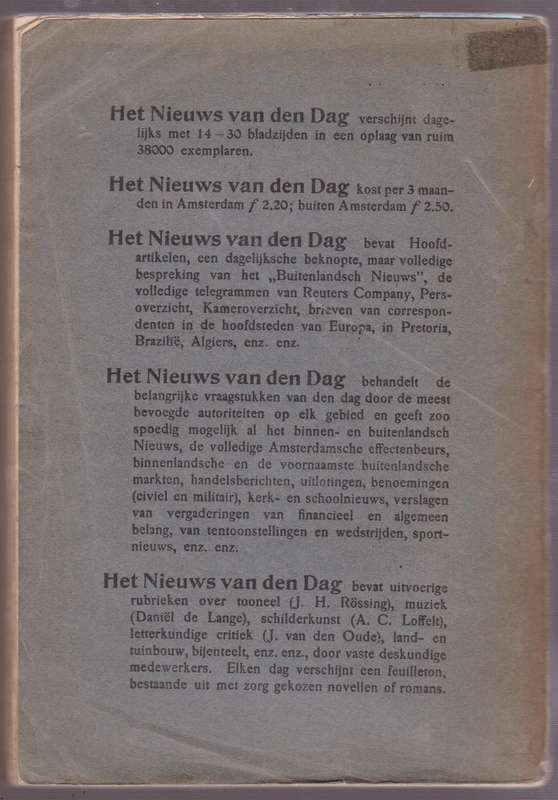 Het Nieuws van den Dag verschijnt dage-
lijks met 14–30 bladzijden in een oplaag van ruim
38000 exemplaren.
Het Nieuws van den Dag kost per 3 maan-
den in Amsterdam ƒ 2.20; buiten Amsterdam ƒ 2.50.
Het Nieuws van den Dag bevat Hoofd-
artikelen, een dagelijksche beknopte, maar volledige
bespreking van het „Buitenlandsch Nieuws”, de
volledige telegrammen van Reuters Company, Pers-
overzicht, Kameroverzicht, brieven van correspon-
denten in de hoofdsteden van Europa, in Pretoria,
Brazilië, Algiers, enz. enz.
Het Nieuws van den Dag behandelt de
belangrijke vraagstukken van den dag door de meest
bevoegde autoriteiten op elk gebied en geeft zoo
spoedig mogelijk al het binnen- en buitenlandsch
Nieuws, de volledige Amsterdamsche effectenbeurs,
binnenlandsche en de voornaamste buitenlandsche
markten, handelsberichten, uitlotingen, benoemingen
(civiel en militair), kerk- en schoolnieuws, verslagen
van vergaderingen van financieel en algemeen
belang, van tentoonstellingen en wedstrijden, sport-
nieuws, enz. enz.
Het Nieuws van den Dag bevat uitvoerige
rubrieken over tooneel (J. H. Rössing), muziek
(Daniël de Lange), schilderkunst (A. C. Loffelt),
letterkundige critiek (J. van den Oude), land- en
tuinbouw, bijenteelt, enz. enz., door vaste deskundige
medewerkers. Elken dag verschijnt een feuilleton,
bestaande uit met zorg gekozen novellen of romans.